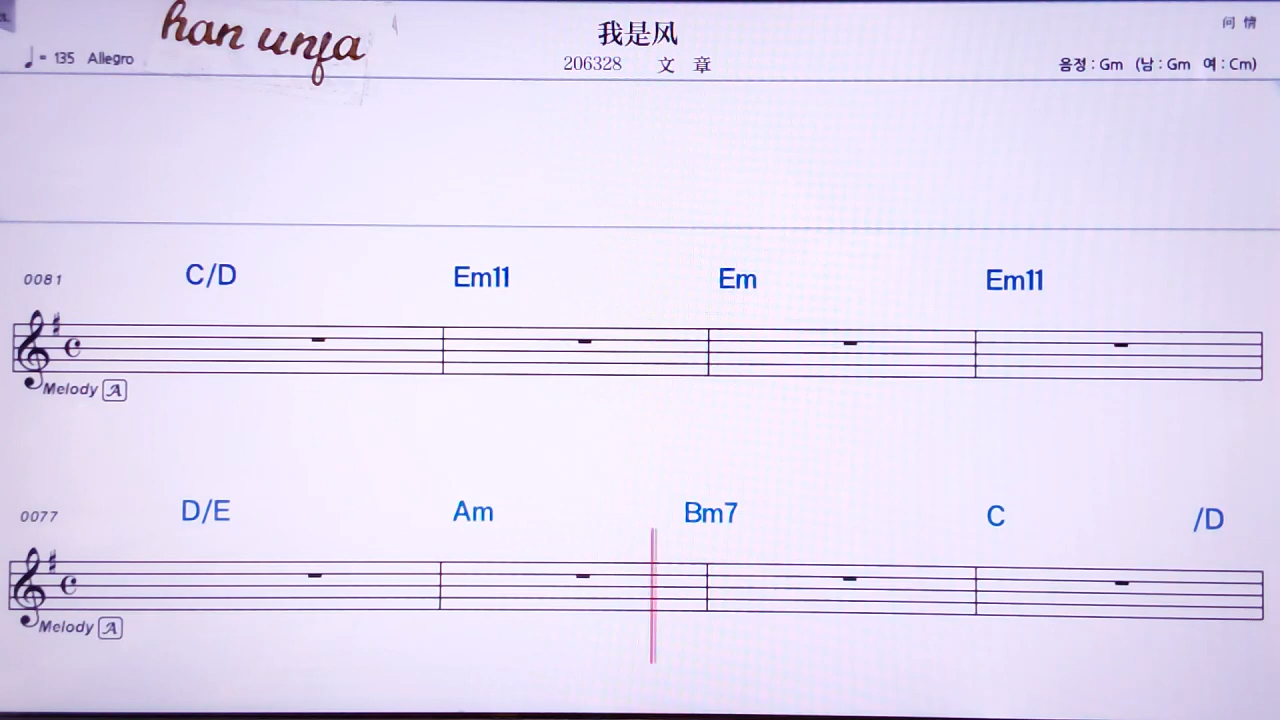 han unja
我是风
问 情
♩= 135 Allegro
206328 文 章
음정 : Gm (남 : Gm 여 : Cm)
0081 C/D Em11 Em Em11
Melody A
0077 D/E Am Bm7 C /D
Melody A